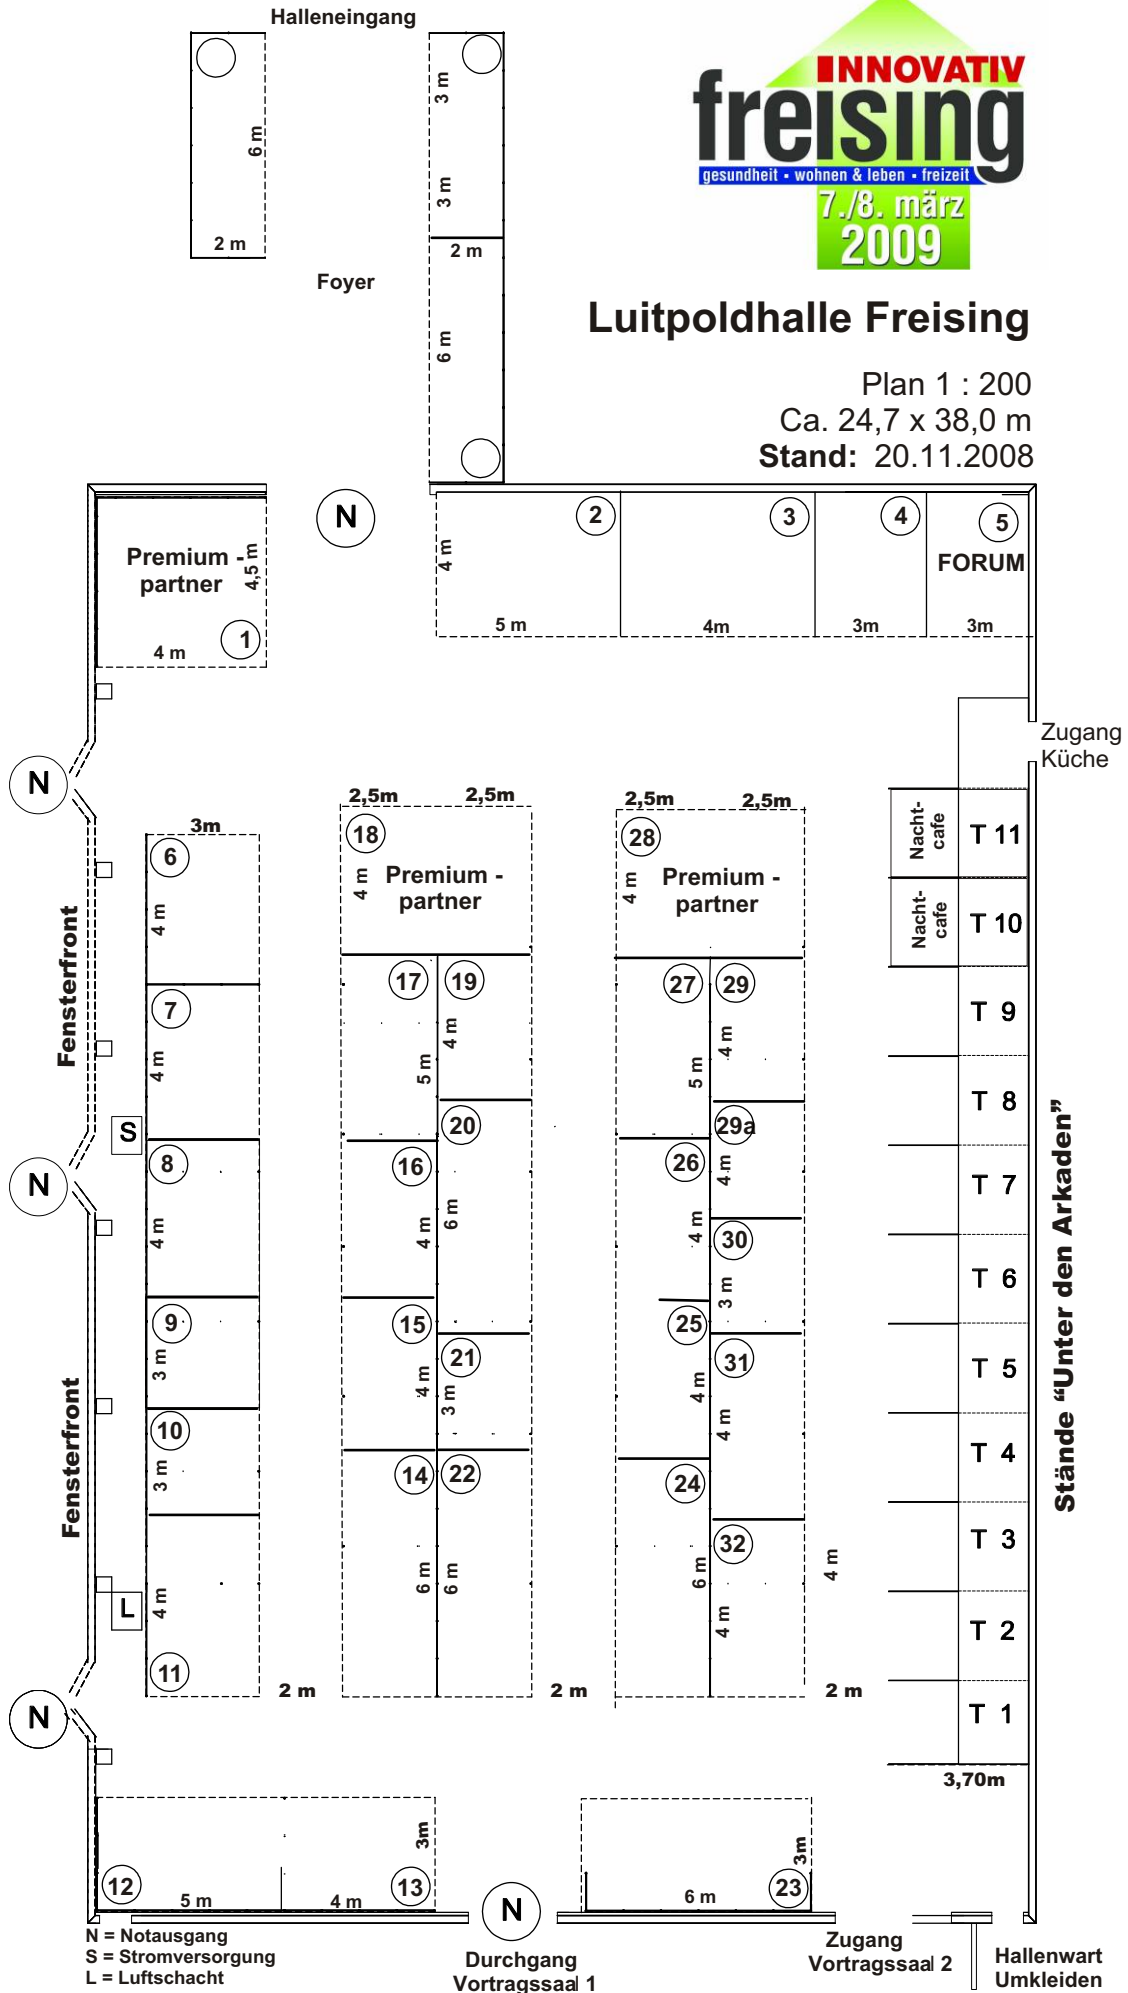 Halleneingang
INNOVATIV
freising
gesundheit • wohnen & leben • freizeit
7./8. märz
2009
3 m
6 m
3 m
2 m
2 m
Foyer
6 m
Luitpoldhalle Freising
Plan 1 : 200
Ca. 24,7 x 38,0 m
Stand: 20.11.2008
N
2
3
4
5
FORUM
Premium -
partner
4,5 m
1
4 m
4 m
5 m
4m
3m
3m
Zugang
Küche
N
2,5m
2,5m
2,5m
2,5m
3m
6
4 m
18
4 m
Premium -
partner
28
4 m
Premium -
partner
Nacht-
cafe
T 11
Nacht-
cafe
T 10
Fensterfront
7
4 m
17
19
4 m
5 m
27
29
4 m
5 m
T 9
S
20
29a
T 8
N
8
4 m
16
4 m
6 m
26
4 m
4 m
T 7
30
3 m
T 6
Stände “Unter den Arkaden”
9
3 m
15
4 m
21
3 m
25
4 m
31
4 m
T 5
Fensterfront
10
3 m
14
22
24
T 4
32
T 3
L
4 m
6 m
6 m
6 m
4 m
4 m
T 2
11
2 m
2 m
2 m
N
T 1
3,70m
3m
3m
12
5 m
4 m
13
N
6 m
23
N = Notausgang
S = Stromversorgung
L = Luftschacht
Durchgang
Vortragssaal 1
Zugang
Vortragssaal 2
Hallenwart
Umkleiden